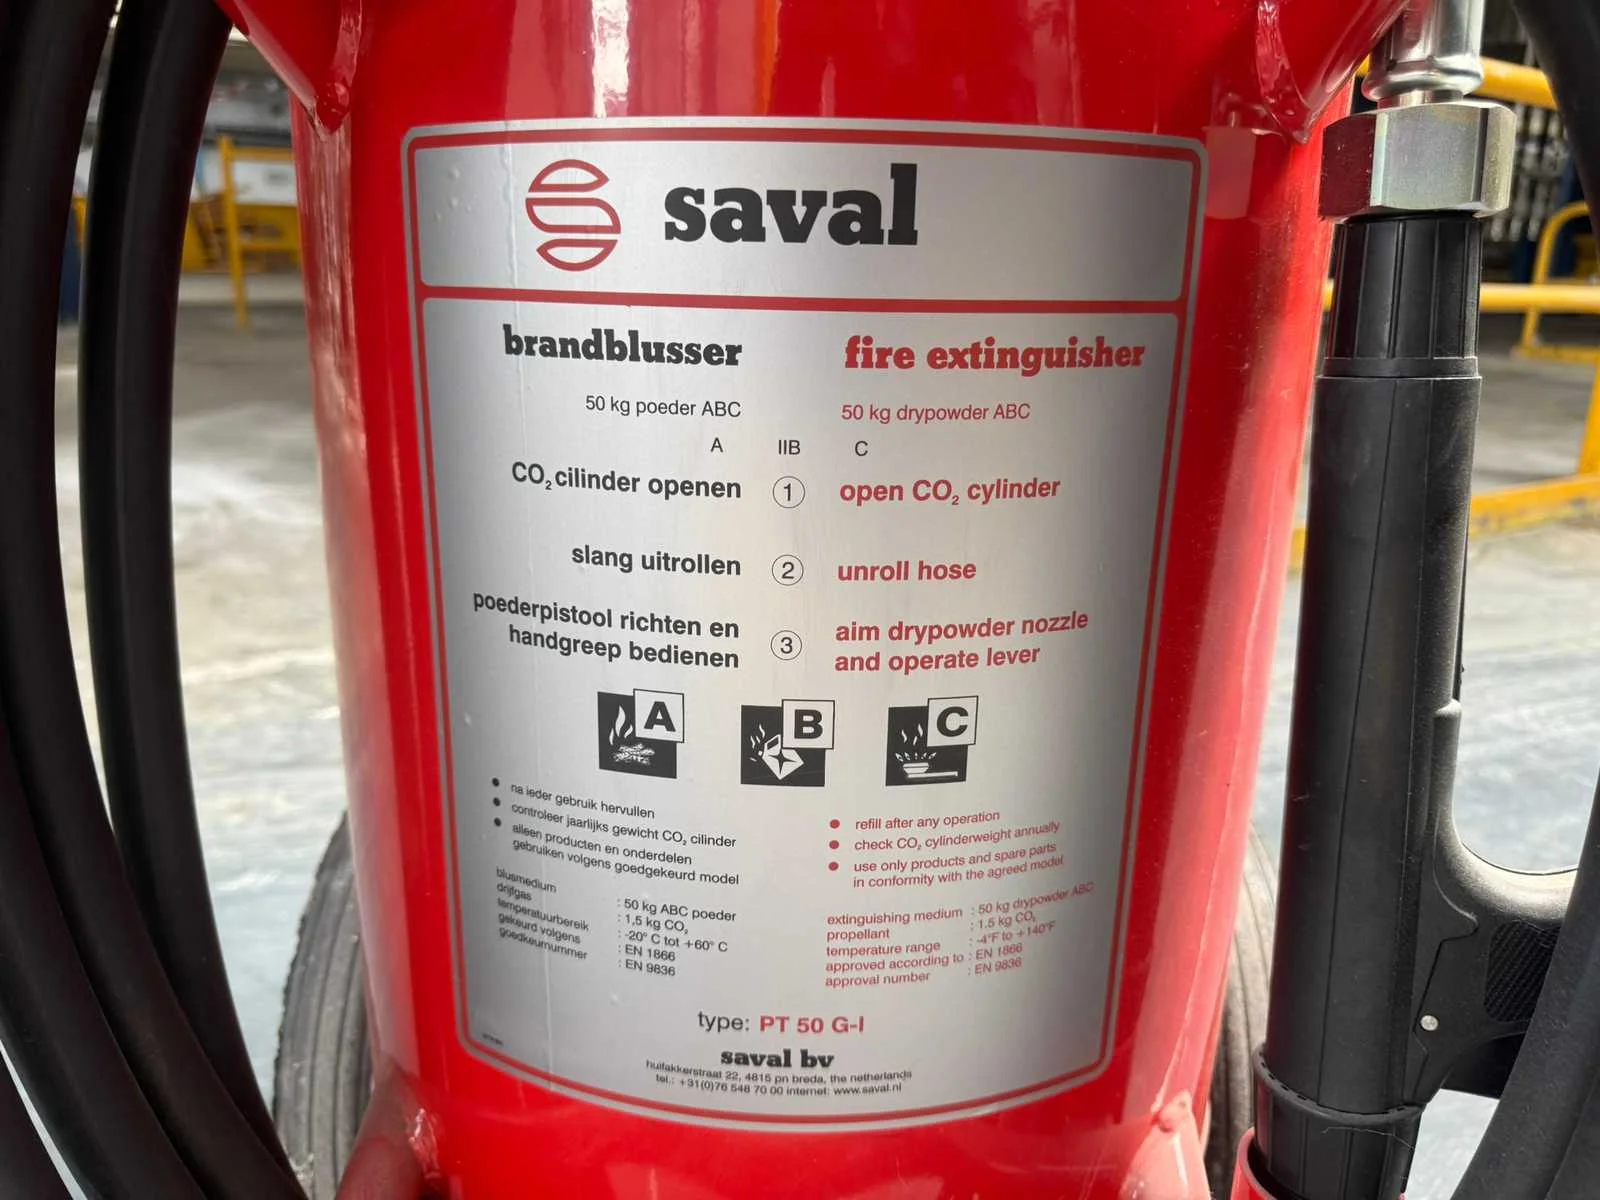 saval
brandblusser
50 kg poeder ABC
fire extinguisher
50 kg drypowder ABC
A IIB C
CO₂ cilinder openen
1
open CO₂ cylinder
slang uitrollen
2
unroll hose
poederpistool richten en
handgreep bedienen
3
aim drypowder nozzle
and operate lever
A
B
C
• na ieder gebruik hervullen
• controleer jaarlijks gewicht CO₂ cilinder
• alleen producten en onderdelen
gebruiken volgens goedgekeurd model
• refill after any operation
• check CO₂ cylinderweight annually
• use only products and spare parts
in conformity with the agreed model
blusmedium : 50 kg ABC poeder
drijfgas : 1,5 kg CO₂
temperatuurbereik : -20° C tot +60° C
gekeurd volgens : EN 1866
goedkeurnummer : EN 9836
extinguishing medium : 50 kg drypowder ABC
propellant : 1.5 kg CO₂
temperature range : -4°F to +140°F
approved according to : EN 1866
approval number : EN 9836
type: PT 50 G-I
saval bv
huifakkerstraat 22, 4815 pn breda, the netherlands
tel.: +31(0)76 548 70 00 internet: www.saval.nl